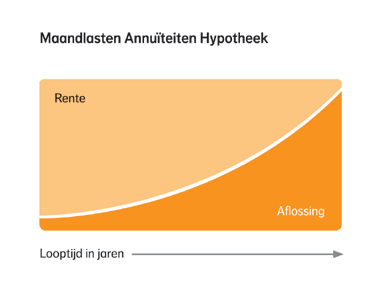 Maandlasten Annuïteiten Hypotheek
Rente
Aflossing
Looptijd in jaren